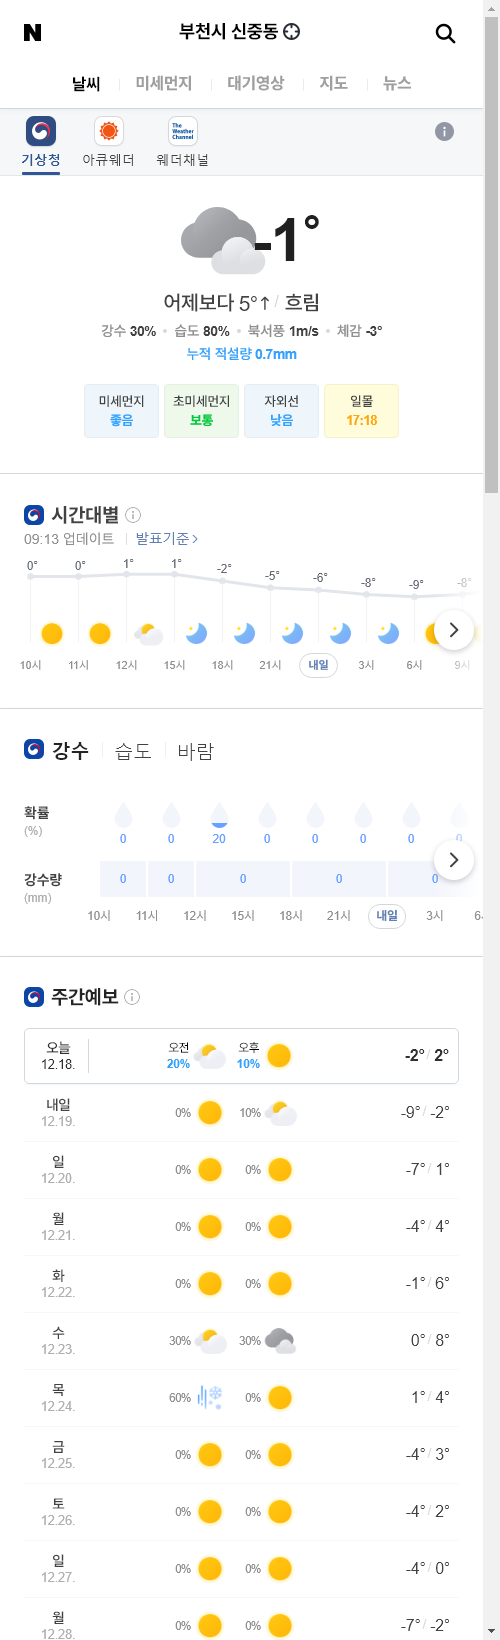 N
부천시 신중동
날씨 미세먼지 대기영상 지도 뉴스
The Weather Channel
기상청 아큐웨더 웨더채널
-1°
어제보다 5°↑ / 흐림
강수 30% • 습도 80% • 북서풍 1m/s • 체감 -3°
누적 적설량 0.7mm
미세먼지 초미세먼지 자외선 일몰
좋음 보통 낮음 17:18
시간대별
09:13 업데이트 발표기준 >
0° 0° 1° 1° -2° -5° -6° -8° -9° -8°
10시 11시 12시 15시 18시 21시 내일 3시 6시 9시
강수 습도 바람
확률
(%)
0 0 20 0 0 0 0 0
강수량
(mm)
0 0 0 0 0
10시 11시 12시 15시 18시 21시 내일 3시 6
주간예보
오늘 오전 오후
12.18. 20% 10% -2° / 2°
내일
12.19. 0% 10% -9° / -2°
일
12.20. 0% 0% -7° / 1°
월
12.21. 0% 0% -4° / 4°
화
12.22. 0% 0% -1° / 6°
수
12.23. 30% 30% 0° / 8°
목
12.24. 60% 0% 1° / 4°
금
12.25. 0% 0% -4° / 3°
토
12.26. 0% 0% -4° / 2°
일
12.27. 0% 0% -4° / 0°
월
12.28. 0% 0% -7° / -2°